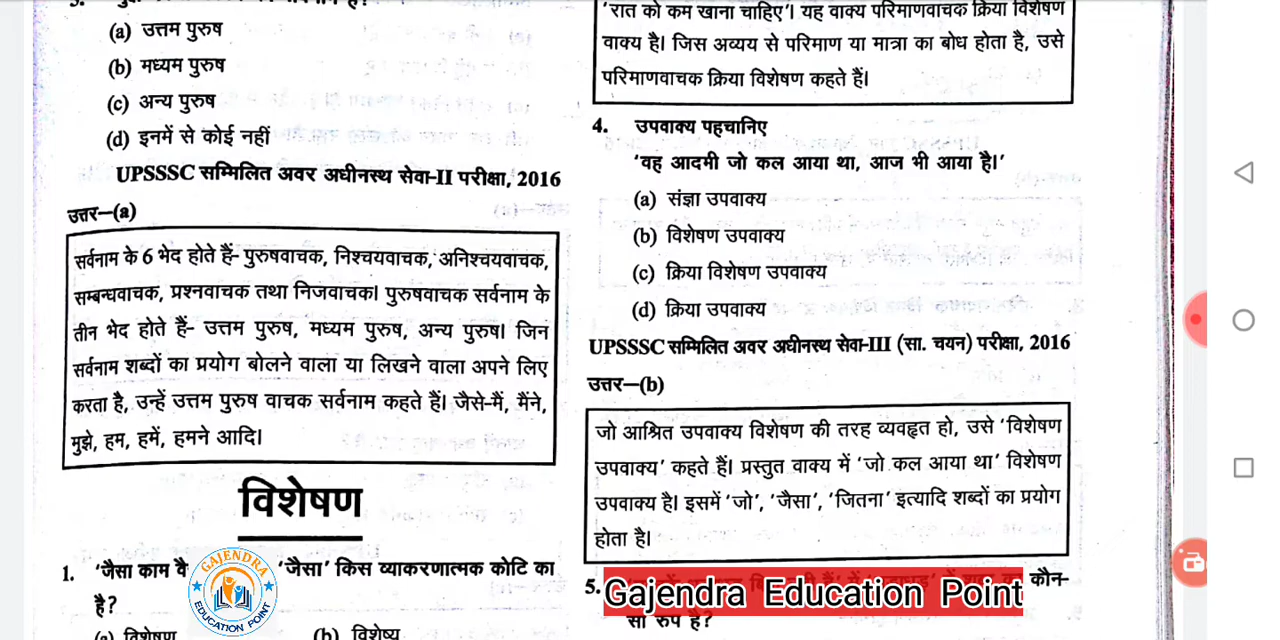 (a) उत्तम पुरुष
(b) मध्यम पुरुष
(c) अन्य पुरुष
(d) इनमें से कोई नहीं
UPSSSC सम्मिलित अवर अधीनस्थ सेवा-II परीक्षा, 2016
उत्तर–(a)
सर्वनाम के 6 भेद होते हैं- पुरुषवाचक, निश्चयवाचक, अनिश्चयवाचक,
सम्बन्धवाचक, प्रश्नवाचक तथा निजवाचक। पुरुषवाचक सर्वनाम के
तीन भेद होते हैं- उत्तम पुरुष, मध्यम पुरुष, अन्य पुरुष। जिन
सर्वनाम शब्दों का प्रयोग बोलने वाला या लिखने वाला अपने लिए
करता है, उन्हें उत्तम पुरुष वाचक सर्वनाम कहते हैं। जैसे-मैं, मैंने,
मुझे, हम, हमें, हमने आदि।
विशेषण
1. 'जैसा काम 'जैसा' किस व्याकरणात्मक कोटि का
है?
(a) विशेषण (b) विशेष्य
'रात को कम खाना चाहिए'। यह वाक्य परिमाणवाचक क्रिया विशेषण
वाक्य है। जिस अव्यय से परिमाण या मात्रा का बोध होता है, उसे
परिमाणवाचक क्रिया विशेषण कहते हैं।
4. उपवाक्य पहचानिए
'वह आदमी जो कल आया था, आज भी आया है।'
(a) संज्ञा उपवाक्य
(b) विशेषण उपवाक्य
(c) क्रिया विशेषण उपवाक्य
(d) क्रिया उपवाक्य
UPSSSC सम्मिलित अवर अधीनस्थ सेवा-III (सा. चयन) परीक्षा, 2016
उत्तर–(b)
जो आश्रित उपवाक्य विशेषण की तरह व्यवहृत हो, उसे 'विशेषण
उपवाक्य' कहते हैं। प्रस्तुत वाक्य में 'जो कल आया था' विशेषण
उपवाक्य है। इसमें 'जो', 'जैसा', 'जितना' इत्यादि शब्दों का प्रयोग
होता है।
5. कौन-
सा रुप है?
Gajendra Education Point
GAJENDRA
EDUCATION POINT